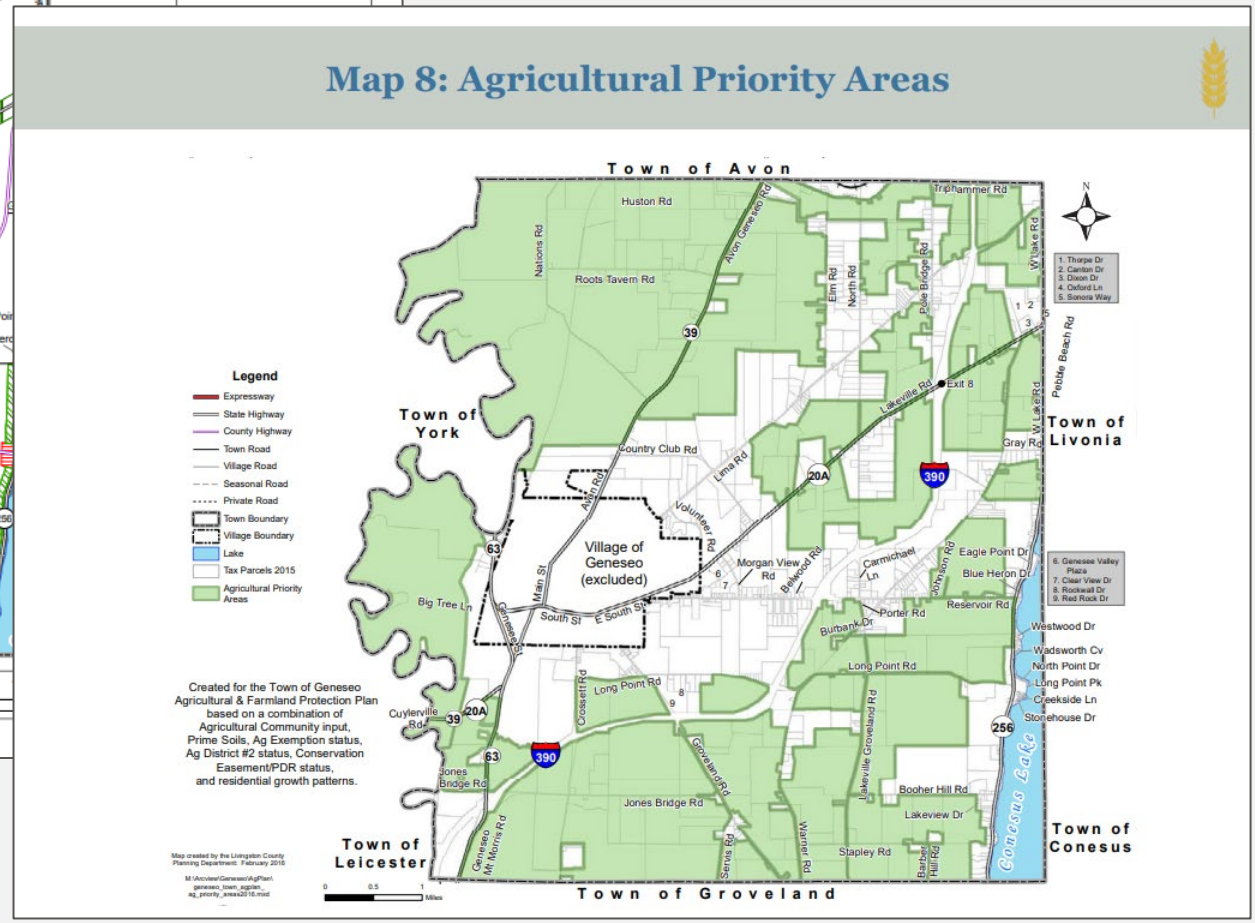 Map 8: Agricultural Priority Areas
Town of Avon
Triphammer Rd
Huston Rd
Avon Geneseo Rd
Nations Rd
Roots Tavern Rd
Elm Rd
North Rd
Pole Bridge Rd
W Lake Rd
N
1. Thorpe Dr
2. Canton Dr
3. Dixon Dr
4. Oxford Ln
5. Sonora Way
1 2
3
5
39
Pebble Beach Rd
Legend
Expressway
State Highway
County Highway
Town Road
Village Road
Seasonal Road
Private Road
Town Boundary
Village Boundary
Lake
Tax Parcels 2015
Agricultural Priority
Areas
Town of
York
Lakeville Rd
Exit 8
W Lake Rd
Town of
Livonia
Gray Rd
Country Club Rd
Lima Rd
20A
390
Avon Rd
Volunteer Rd
63
Village of
Geneseo
(excluded)
Morgan View
Rd
6
7
Belwood Rd
Carmichael
Ln
Johnson Rd
Eagle Point Dr
Blue Heron Dr
6. Genesee Valley
Plaza
7. Clear View Dr
8. Rockwall Dr
9. Red Rock Dr
Big Tree Ln
Main St
Genesee St
South St
E South St
Porter Rd
Reservoir Rd
Burbank Dr
Westwood Dr
Wadsworth Cv
North Point Dr
Long Point Pk
Creekside Ln
Stonehouse Dr
Long Point Rd
Long Point Rd
Crossett Rd
8
9
Created for the Town of Geneseo
Agricultural & Farmland Protection Plan
based on a combination of
Agricultural Community input,
Prime Soils, Ag Exemption status,
Ag District #2 status, Conservation
Easement/PDR status,
and residential growth patterns.
Cuylerville
Rd
39
20A
63
390
256
Groveland Rd
Lakeville Groveland Rd
Jones
Bridge Rd
Jones Bridge Rd
Booher Hill Rd
Lakeview Dr
Conesus Lake
Geneseo
Mt Morris Rd
Servis Rd
Warner Rd
Stapley Rd
Barber
Hill Rd
Town of
Leicester
Town of
Conesus
Town of Groveland
Map created by the Livingston County
Planning Department February 2016
M:\Arcview\Geneseo\AgPlan\
geneseo_town_agplan_
ag_priority_areas2016.mxd
0 0.5 1
Miles
256